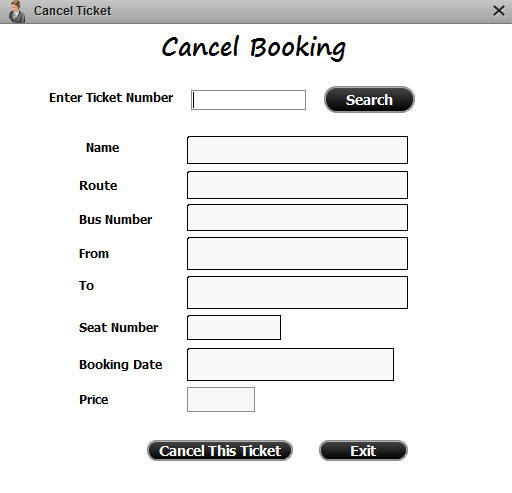 Cancel Ticket
Cancel Booking
Enter Ticket Number Search
Name
Route
Bus Number
From
To
Seat Number
Booking Date
Price
Cancel This Ticket Exit